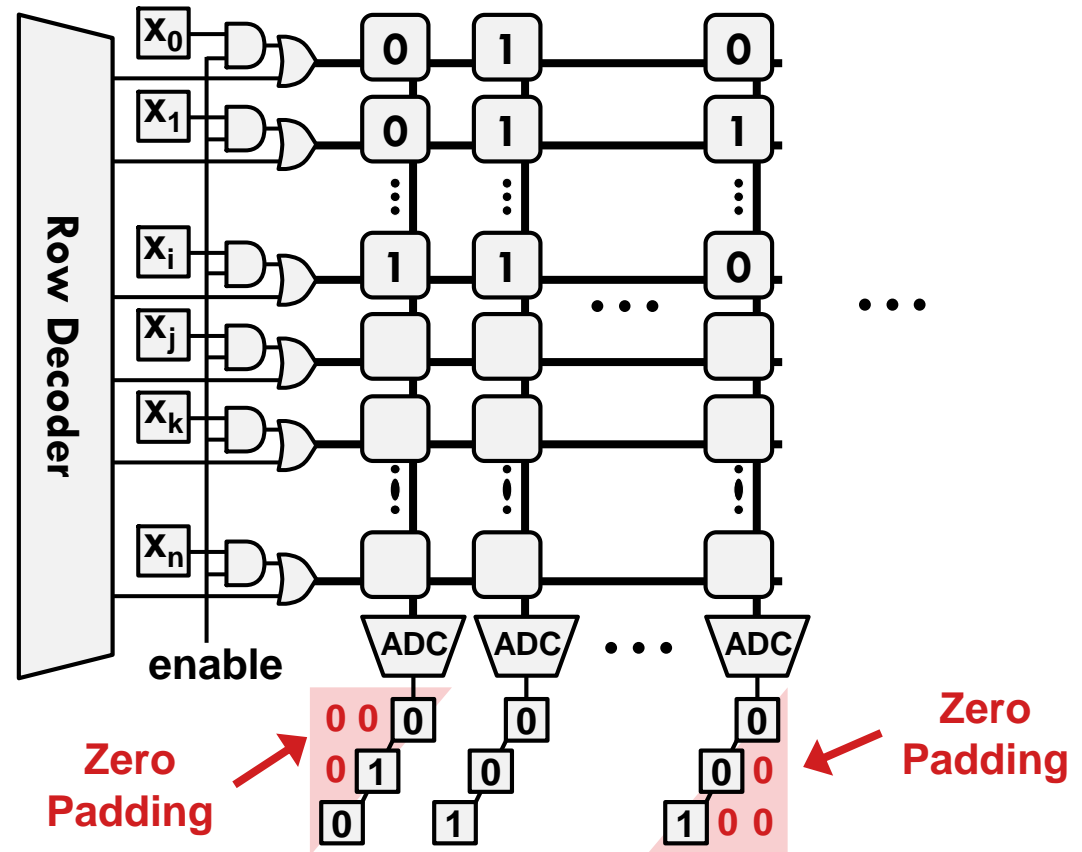 x0 0 1 0
x1 0 1 1
Row Decoder
xi 1 1 0
xj
xk
xn
ADC ADC ADC
enable
0 0 0 0 0
Zero Padding
0 1 0 0 0
Zero Padding
0 1 1 0 0